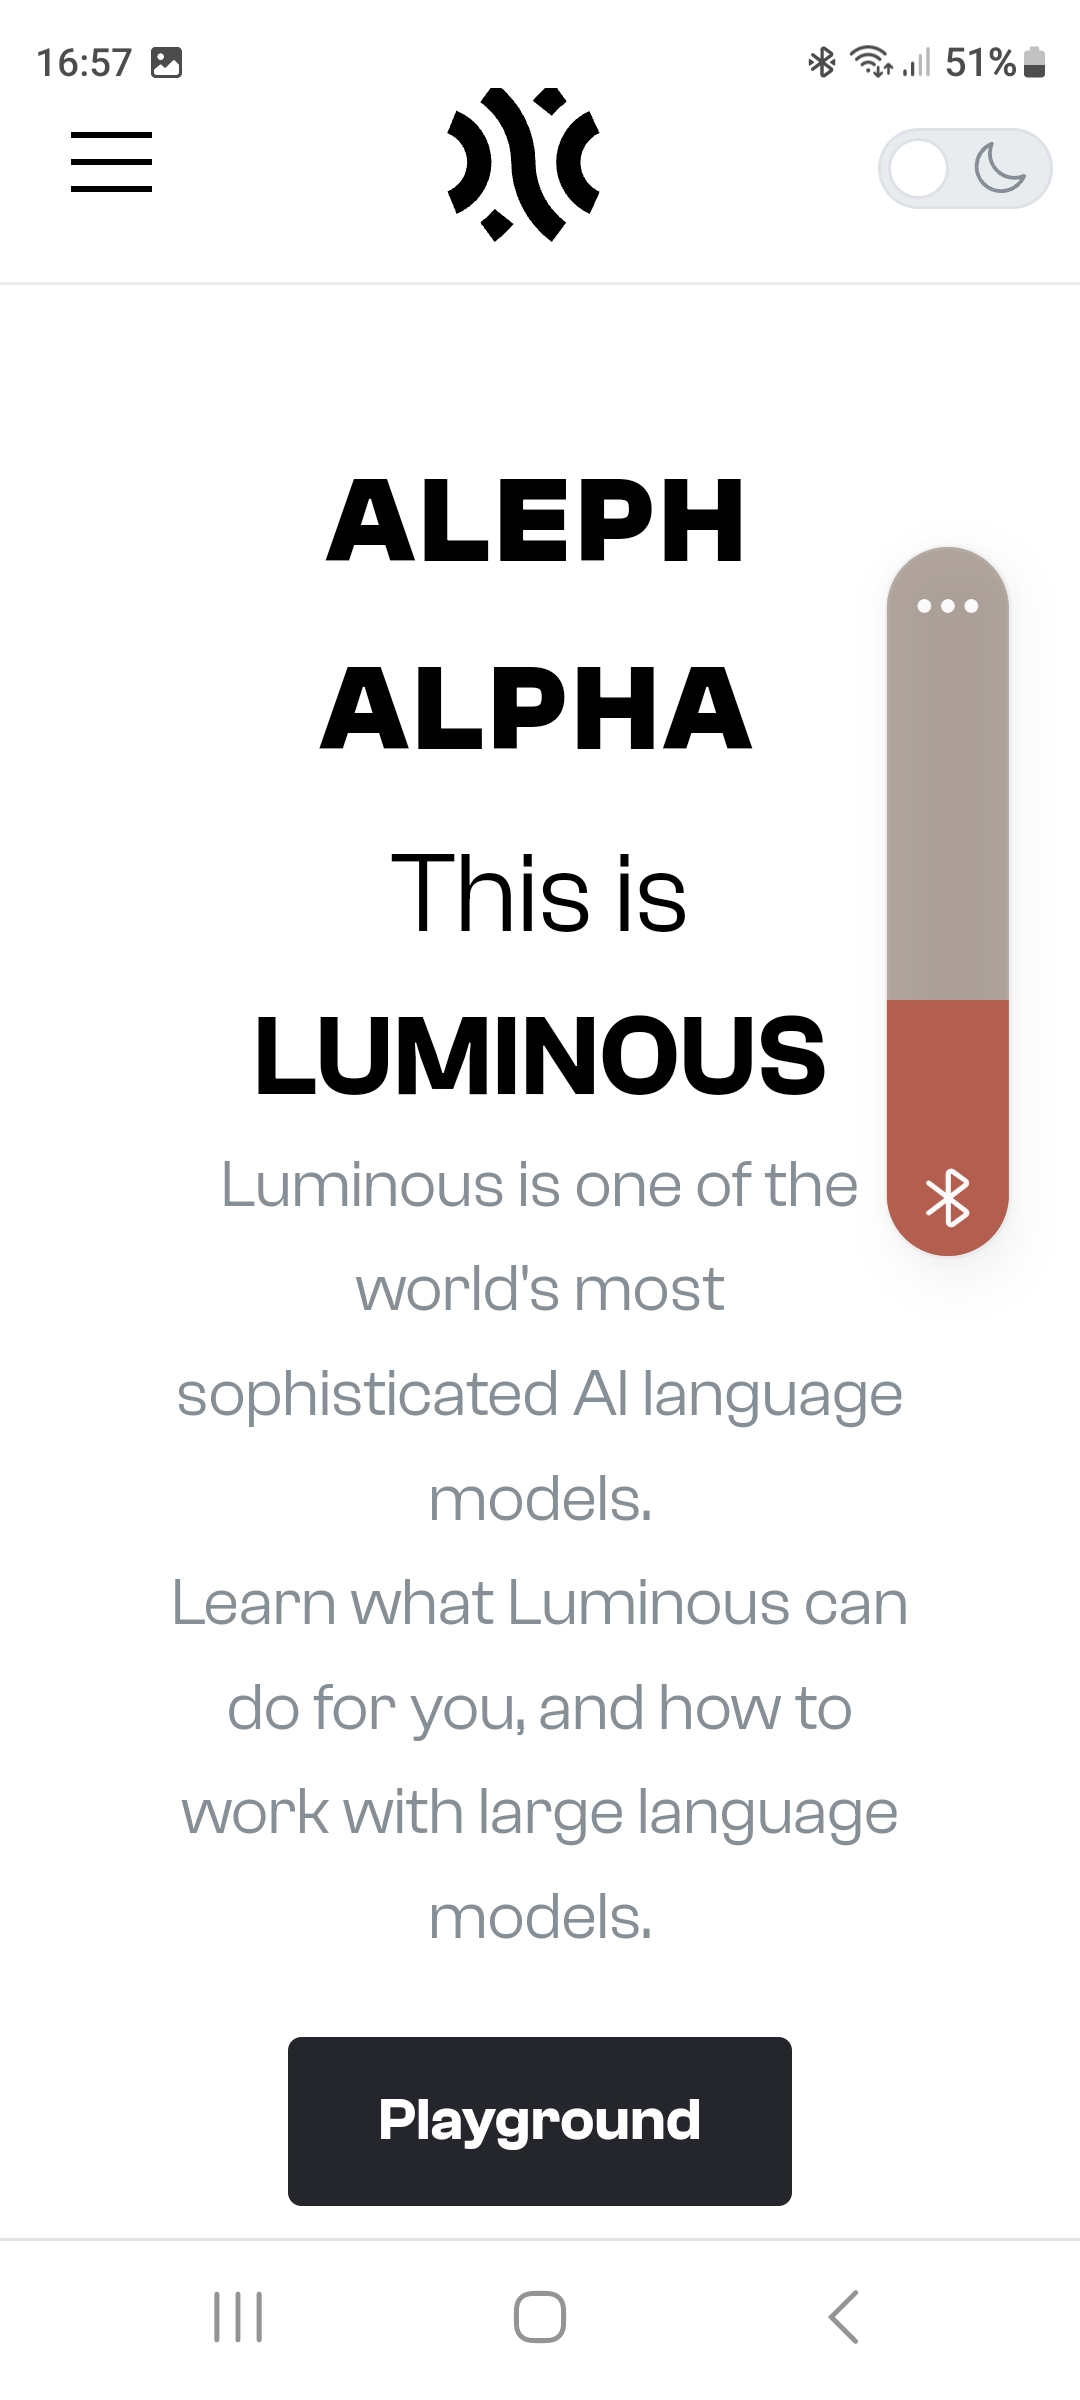 16:57 51%
ALEPH
ALPHA
This is
LUMINOUS
Luminous is one of the
world's most
sophisticated AI language
models.
Learn what Luminous can
do for you, and how to
work with large language
models.
Playground